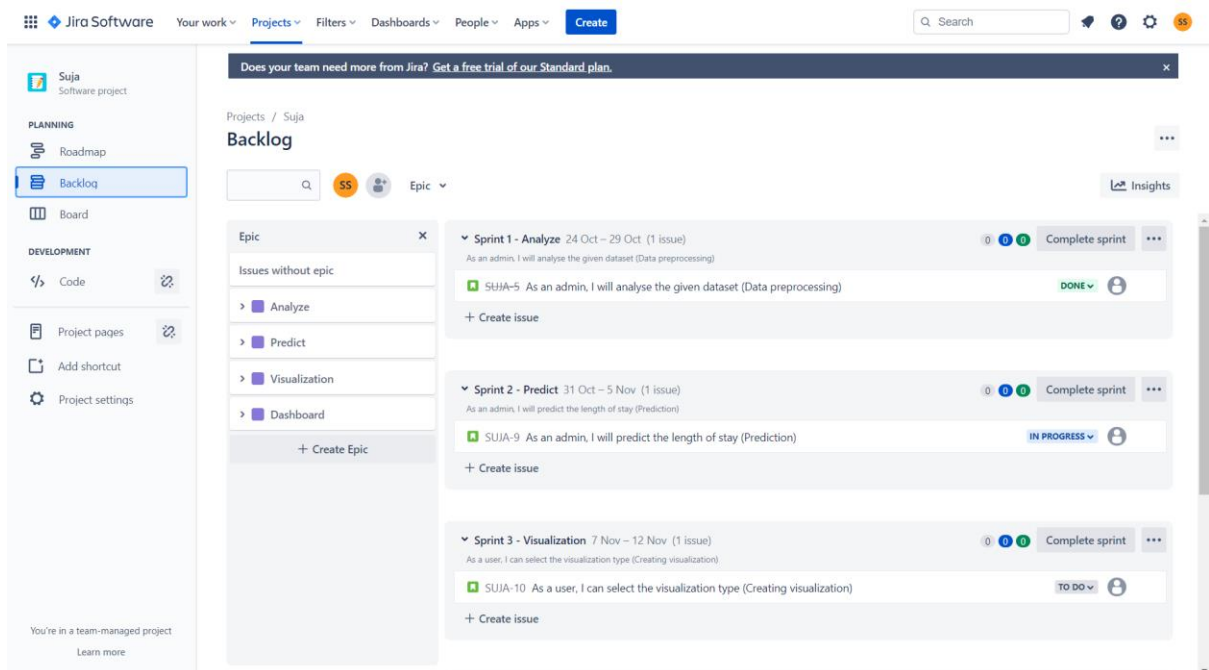 Jira Software Your work Projects Filters Dashboards People Apps Create Search SS
Does your team need more from Jira? Get a free trial of our Standard plan. ×
Suja
Software project
PLANNING
Roadmap
Backlog
Board
DEVELOPMENT
Code
Project pages
Add shortcut
Project settings
You're in a team-managed project
Learn more
Projects / Suja
Backlog
SS Epic Insights
Epic ×
Issues without epic
Analyze
Predict
Visualization
Dashboard
+ Create Epic
Sprint 1 - Analyze 24 Oct – 29 Oct (1 issue) 0 0 0 Complete sprint
As an admin, I will analyse the given dataset (Data preprocessing)
SUJA-5 As an admin, I will analyse the given dataset (Data preprocessing) DONE
+ Create issue
Sprint 2 - Predict 31 Oct – 5 Nov (1 issue) 0 0 0 Complete sprint
As an admin, I will predict the length of stay (Prediction)
SUJA-9 As an admin, I will predict the length of stay (Prediction) IN PROGRESS
+ Create issue
Sprint 3 - Visualization 7 Nov – 12 Nov (1 issue) 0 0 0 Complete sprint
As a user, I can select the visualization type (Creating visualization)
SUJA-10 As a user, I can select the visualization type (Creating visualization) TO DO
+ Create issue